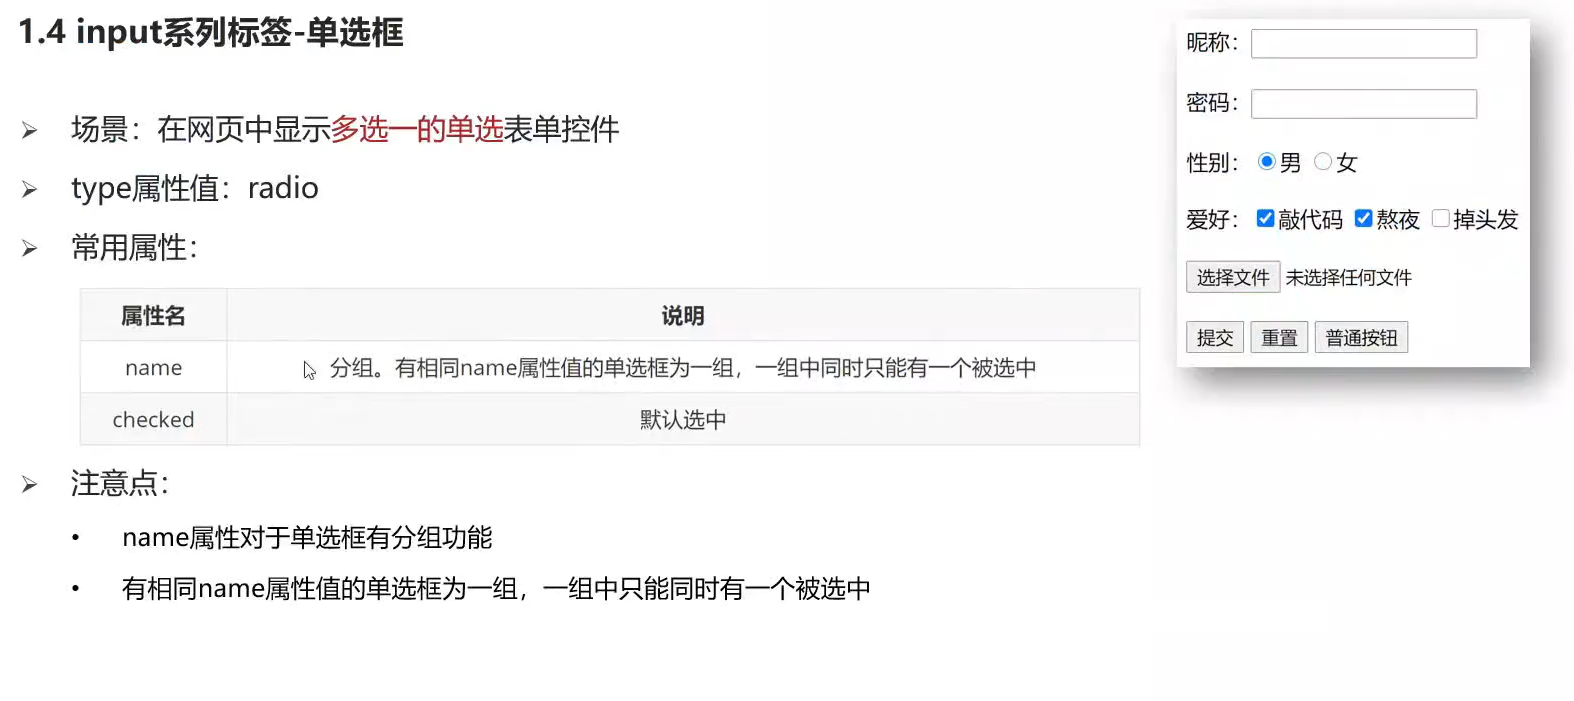 1.4 input系列标签-单选框
场景：在网页中显示多选一的单选表单控件
type属性值：radio
常用属性：
属性名 说明
name 分组。有相同name属性值的单选框为一组，一组中同时只能有一个被选中
checked 默认选中
注意点：
name属性对于单选框有分组功能
有相同name属性值的单选框为一组，一组中只能同时有一个被选中
昵称：
密码：
性别： 男 女
爱好： 敲代码 熬夜 掉头发
选择文件 未选择任何文件
提交 重置 普通按钮